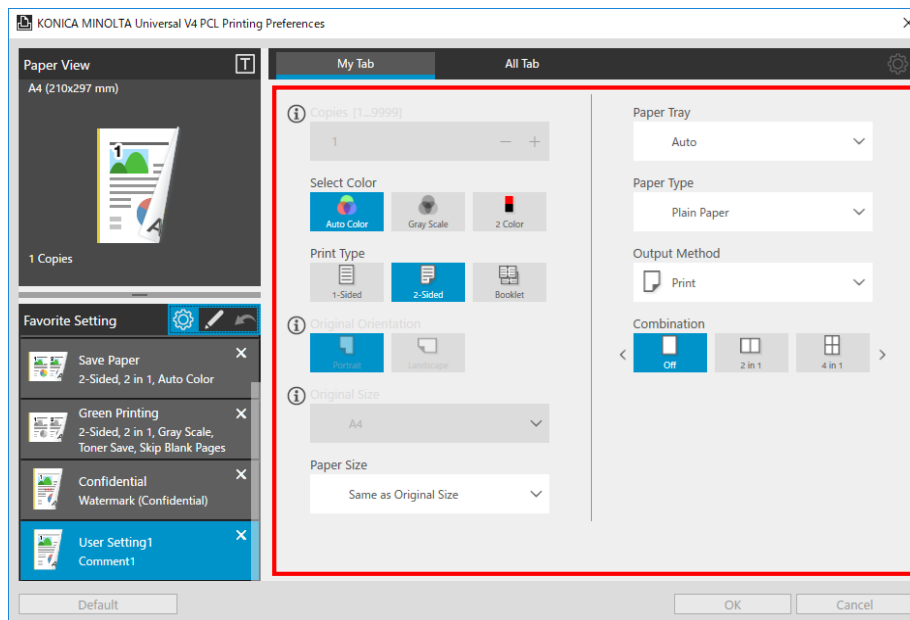 KONICA MINOLTA Universal V4 PCL Printing Preferences
Paper View
T
A4 (210x297 mm)
1
A
1 Copies
Favorite Setting
Save Paper
2-Sided, 2 in 1, Auto Color
Green Printing
2-Sided, 2 in 1, Gray Scale,
Toner Save, Skip Blank Pages
Confidential
Watermark (Confidential)
User Setting1
Comment1
My Tab
All Tab
Copies [1...9999]
1
Select Color
Auto Color
Gray Scale
2 Color
Print Type
1-Sided
2-Sided
Booklet
Original Orientation
Portrait
Landscape
Original Size
A4
Paper Size
Same as Original Size
Paper Tray
Auto
Paper Type
Plain Paper
Output Method
Print
Combination
Off
2 in 1
4 in 1
Default
OK
Cancel